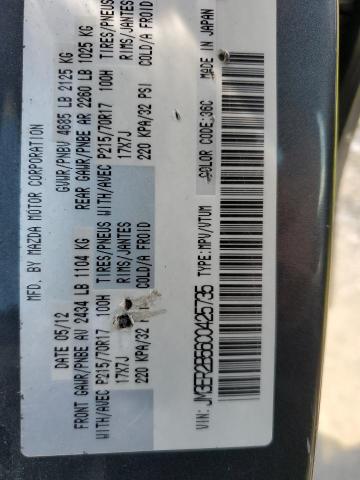 MFD. BY MAZDA MOTOR CORPORATION
DATE 05/12 GVWR/PNBV 4685 LB 2125 KG
FRONT GAWR/PNBE AV 2434 LB 1104 KG REAR GAWR/PNBE AR 2260 LB 1025 KG
WITH/AVEC P215/70R17 100H TIRES/PNEUS WITH/AVEC P215/70R17 100H TIRES/PNEUS
17X7J RIMS/JANTES 17X7J RIMS/JANTES
220 KPA/32 PSI COLD/A FROID 220 KPA/32 PSI COLD/A FROID
VIN: JM3ER2B56C0425735 TYPE:MPV/VTUM COLOR CODE:36C MADE IN JAPAN